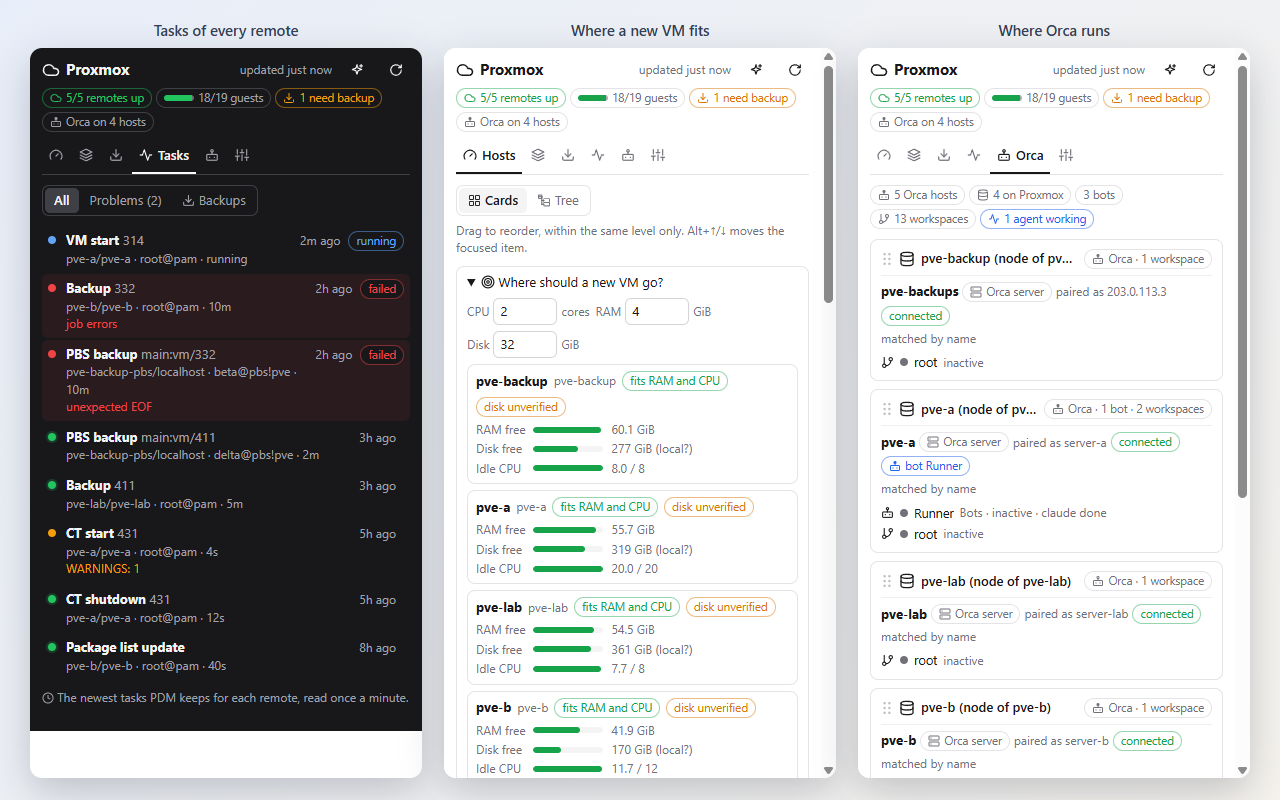 Tasks of every remote
Proxmox
updated just now
5/5 remotes up
18/19 guests
1 need backup
Orca on 4 hosts
Tasks
All
Problems (2)
Backups
VM start 314
2m ago
running
pve-a/pve-a · root@pam · running
Backup 332
2h ago
failed
pve-b/pve-b · root@pam · 10m
job errors
PBS backup main:vm/332
2h ago
failed
pve-backup-pbs/localhost · beta@pbs!pve ·
10m
unexpected EOF
PBS backup main:vm/411
3h ago
pve-backup-pbs/localhost · delta@pbs!pve · 2m
Backup 411
3h ago
pve-lab/pve-lab · root@pam · 5m
CT start 431
5h ago
pve-a/pve-a · root@pam · 4s
WARNINGS: 1
CT shutdown 431
5h ago
pve-a/pve-a · root@pam · 12s
Package list update
8h ago
pve-b/pve-b · root@pam · 40s
The newest tasks PDM keeps for each remote, read once a minute.
Where a new VM fits
Proxmox
updated just now
5/5 remotes up
18/19 guests
1 need backup
Orca on 4 hosts
Hosts
Cards
Tree
Drag to reorder, within the same level only. Alt+↑/↓ moves the
focused item.
▼ Where should a new VM go?
CPU 2 cores RAM 4 GiB
Disk 32 GiB
pve-backup pve-backup fits RAM and CPU
disk unverified
RAM free 60.1 GiB
Disk free 277 GiB (local?)
Idle CPU 8.0 / 8
pve-a pve-a fits RAM and CPU disk unverified
RAM free 55.7 GiB
Disk free 319 GiB (local?)
Idle CPU 20.0 / 20
pve-lab pve-lab fits RAM and CPU disk unverified
RAM free 54.5 GiB
Disk free 361 GiB (local?)
Idle CPU 7.7 / 8
pve-b pve-b fits RAM and CPU disk unverified
RAM free 41.9 GiB
Disk free 170 GiB (local?)
Idle CPU 11.7 / 12
Where Orca runs
Proxmox
updated just now
5/5 remotes up
18/19 guests
1 need backup
Orca on 4 hosts
Orca
5 Orca hosts
4 on Proxmox
3 bots
13 workspaces
1 agent working
pve-backup (node of pv...
Orca · 1 workspace
pve-backups Orca server paired as 203.0.113.3
connected
matched by name
root inactive
pve-a (node of pv...
Orca · 1 bot · 2 workspaces
pve-a Orca server paired as server-a connected
bot Runner
matched by name
Runner Bots · inactive · claude done
root inactive
pve-lab (node of pve-lab)
Orca · 1 workspace
pve-lab Orca server paired as server-lab connected
matched by name
root inactive
pve-b (node of pve-b)
Orca · 1 workspace
pve-b Orca server paired as server-b connected
matched by name